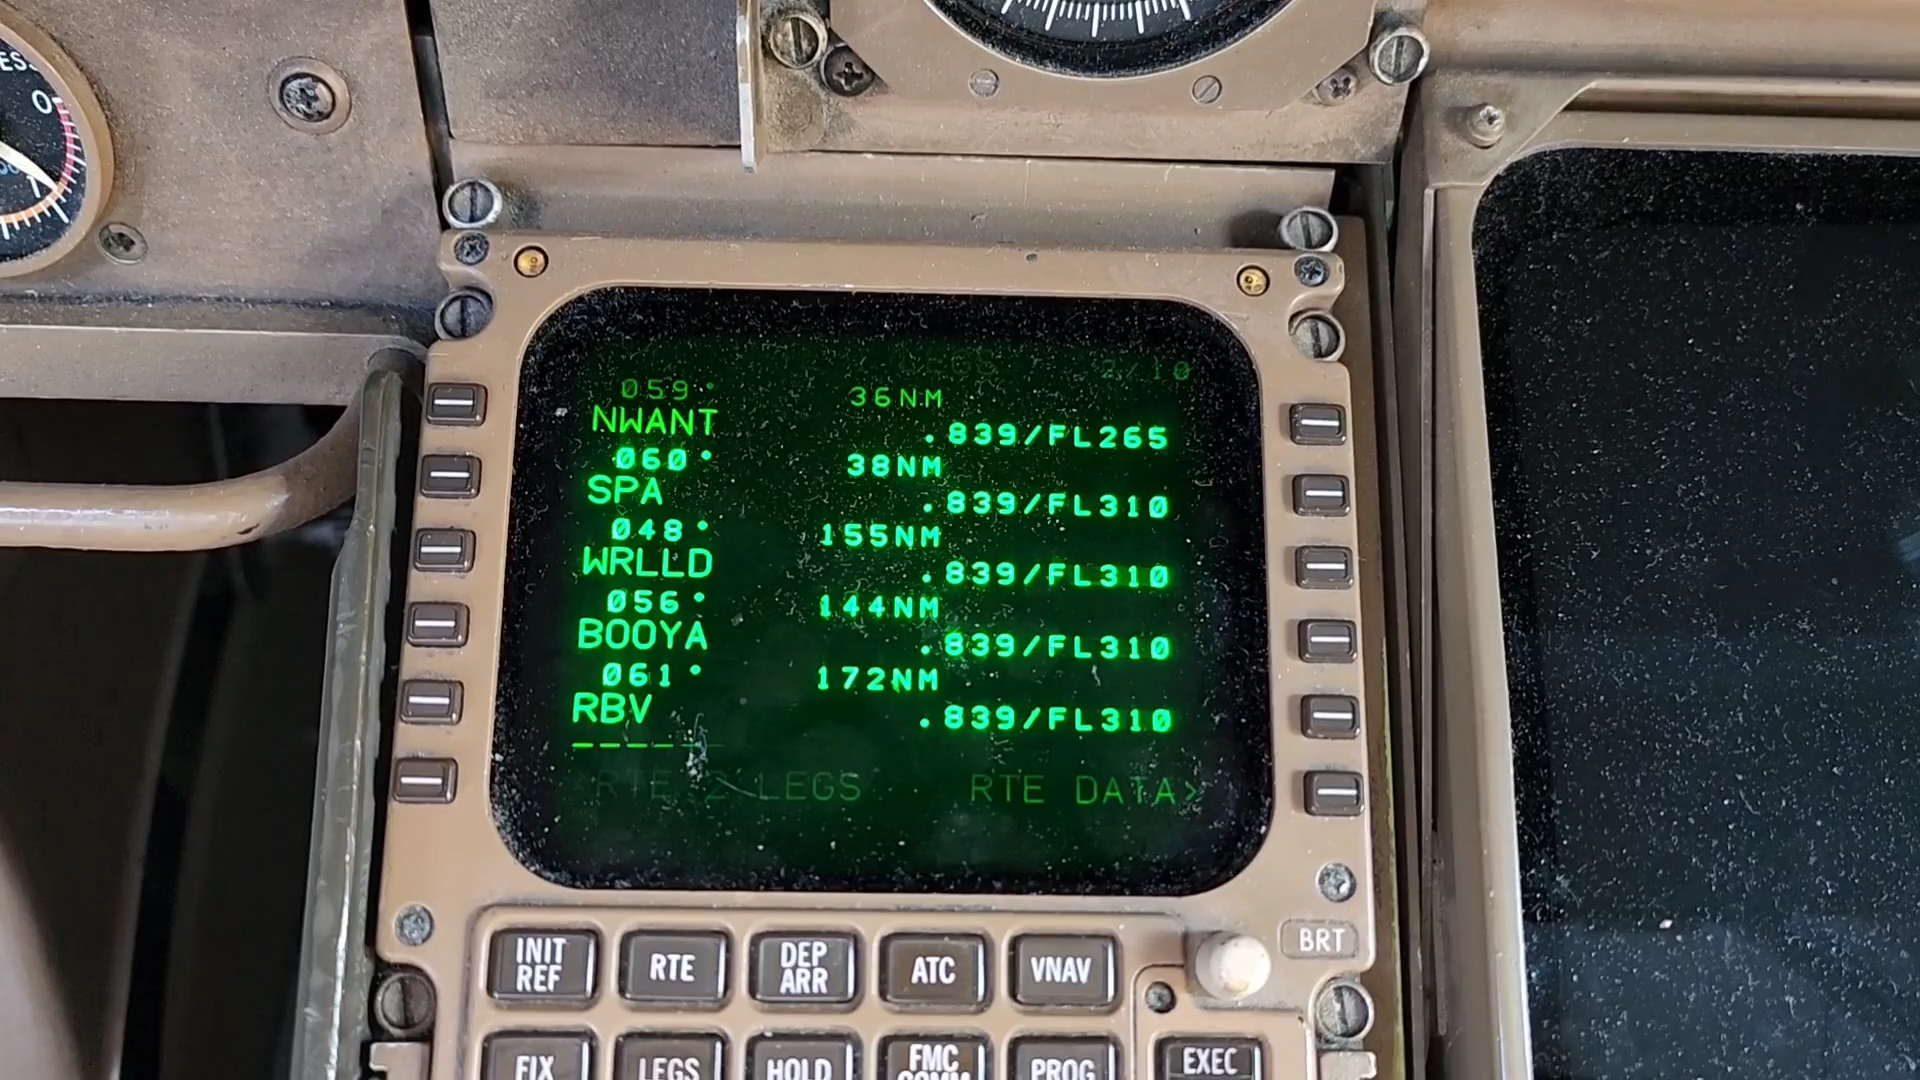 0
LEGS 2/10
059° 36NM
NWANT .839/FL265
060° 38NM
SPA .839/FL310
048° 155NM
WRLLD .839/FL310
056° 144NM
BOOYA .839/FL310
061° 172NM
RBV .839/FL310
-----
RTE 2 LEGS RTE DATA>
BRT
INIT REF RTE DEP ARR ATC VNAV
FIX LEGS HOLD FMC COMM PROG EXEC